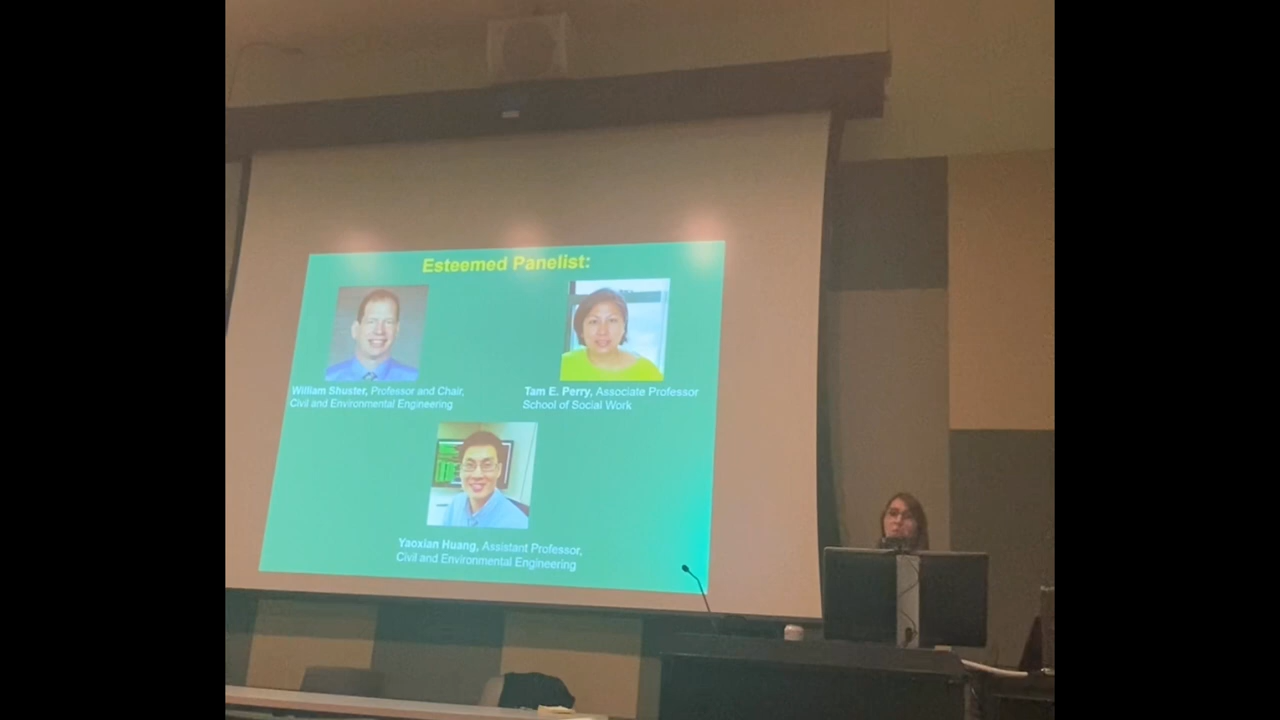 Esteemed Panelist:
William Shuster, Professor and Chair,
Civil and Environmental Engineering
Tam E. Perry, Associate Professor
School of Social Work
Yaoxian Huang, Assistant Professor,
Civil and Environmental Engineering